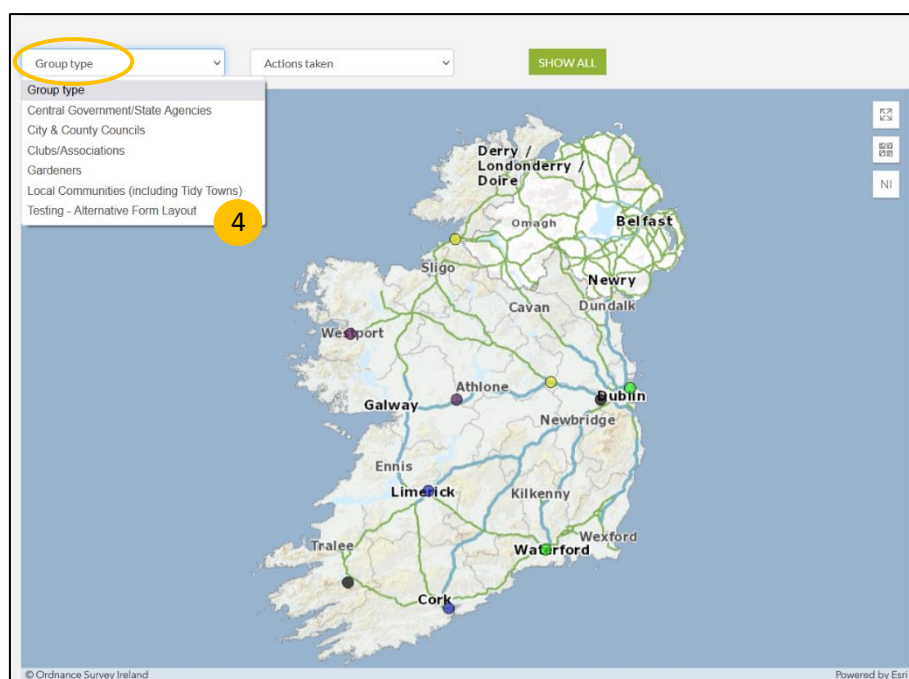 Group type
Actions taken
SHOW ALL
Group type
Central Government/State Agencies
City & County Councils
Clubs/Associations
Gardeners
Local Communities (including Tidy Towns)
Testing - Alternative Form Layout
4
NI
Derry /
Londonderry /
Doire
Omagh
Belfast
Sligo
Newry
Cavan
Dundalk
Westport
Athlone
Galway
Dublin
Newbridge
Ennis
Limerick
Kilkenny
Tralee
Wexford
Waterford
Cork
© Ordnance Survey Ireland
Powered by Esri